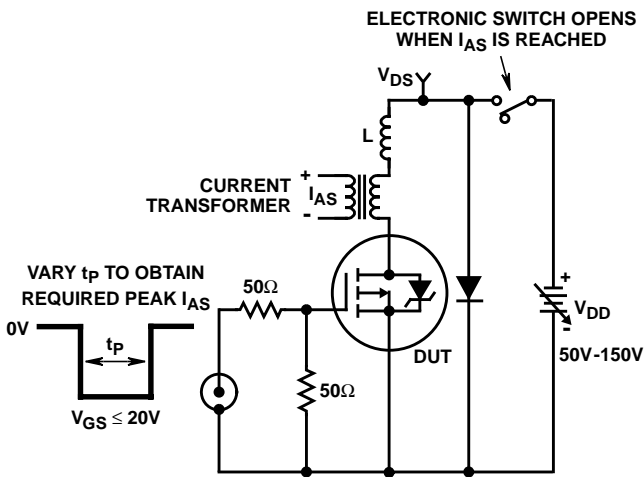 ELECTRONIC SWITCH OPENS
WHEN IAS IS REACHED
VDS
L
+
CURRENT
TRANSFORMER
IAS
-
VARY tP TO OBTAIN
REQUIRED PEAK IAS
50Ω
0V
tP
DUT
+
VDD
-
50V-150V
50Ω
VGS ≤ 20V